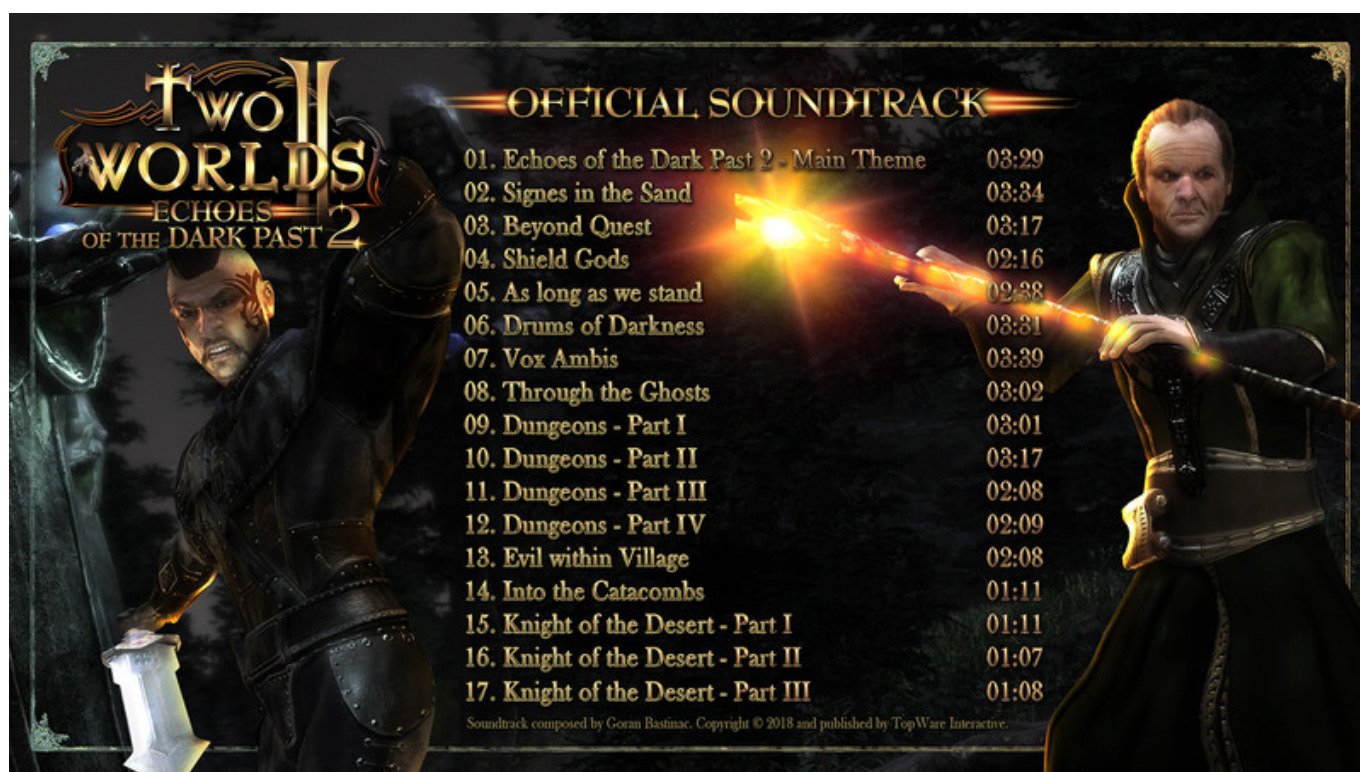 TWO WORLDS II
ECHOES
OF THE DARK PAST 2
OFFICIAL SOUNDTRACK
01. Echoes of the Dark Past 2 - Main Theme 03:29
02. Signes in the Sand 03:34
03. Beyond Quest 03:17
04. Shield Gods 02:16
05. As long as we stand 02:38
06. Drums of Darkness 03:31
07. Vox Ambis 03:39
08. Through the Ghosts 03:02
09. Dungeons - Part I 03:01
10. Dungeons - Part II 03:17
11. Dungeons - Part III 02:08
12. Dungeons - Part IV 02:09
13. Evil within Village 02:08
14. Into the Catacombs 01:11
15. Knight of the Desert - Part I 01:11
16. Knight of the Desert - Part II 01:07
17. Knight of the Desert - Part III 01:08
Soundtrack composed by Goran Bastinac. Copyright © 2018 and published by TopWare Interactive.